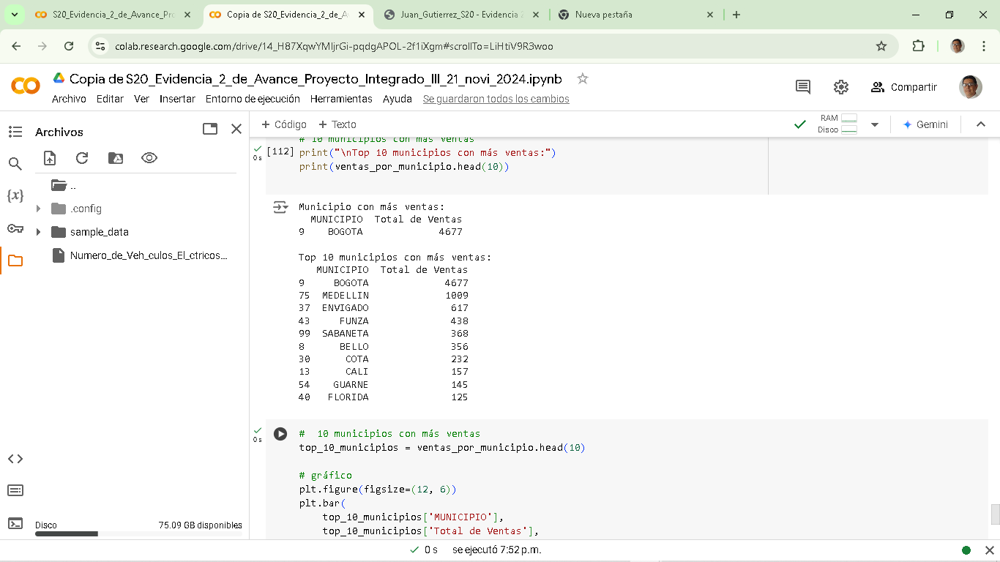 S20_Evidencia_2_de_Avance_Pro
Copia de S20_Evidencia_2_de_Av
Juan_Gutierrez_S20 - Evidencia 2
Nueva pestaña
colab.research.google.com/drive/14_H87XqwYMljrGi-pqdgAPOL-2f1iXgm#scrollTo=LiHtiV9R3woo
Copia de S20_Evidencia_2_de_Avance_Proyecto_Integrado_III_21_novi_2024.ipynb
Archivo Editar Ver Insertar Entorno de ejecución Herramientas Ayuda Se guardaron todos los cambios
Compartir
Archivos
+ Código + Texto
RAM
Disco
Gemini
..
.config
sample_data
Numero_de_Veh_culos_El_ctricos...
Disco 75.09 GB disponibles
# 10 municipios con más ventas
0 s
[112] print("\nTop 10 municipios con más ventas:")
print(ventas_por_municipio.head(10))
Municipio con más ventas:
MUNICIPIO Total de Ventas
9 BOGOTA 4677
Top 10 municipios con más ventas:
MUNICIPIO Total de Ventas
9 BOGOTA 4677
75 MEDELLIN 1009
37 ENVIGADO 617
43 FUNZA 438
99 SABANETA 368
8 BELLO 356
30 COTA 232
13 CALI 157
54 GUARNE 145
40 FLORIDA 125
0 s
# 10 municipios con más ventas
top_10_municipios = ventas_por_municipio.head(10)
# gráfico
plt.figure(figsize=(12, 6))
plt.bar(
top_10_municipios['MUNICIPIO'],
top_10_municipios['Total de Ventas'],
0 s se ejecutó 7:52 p.m.